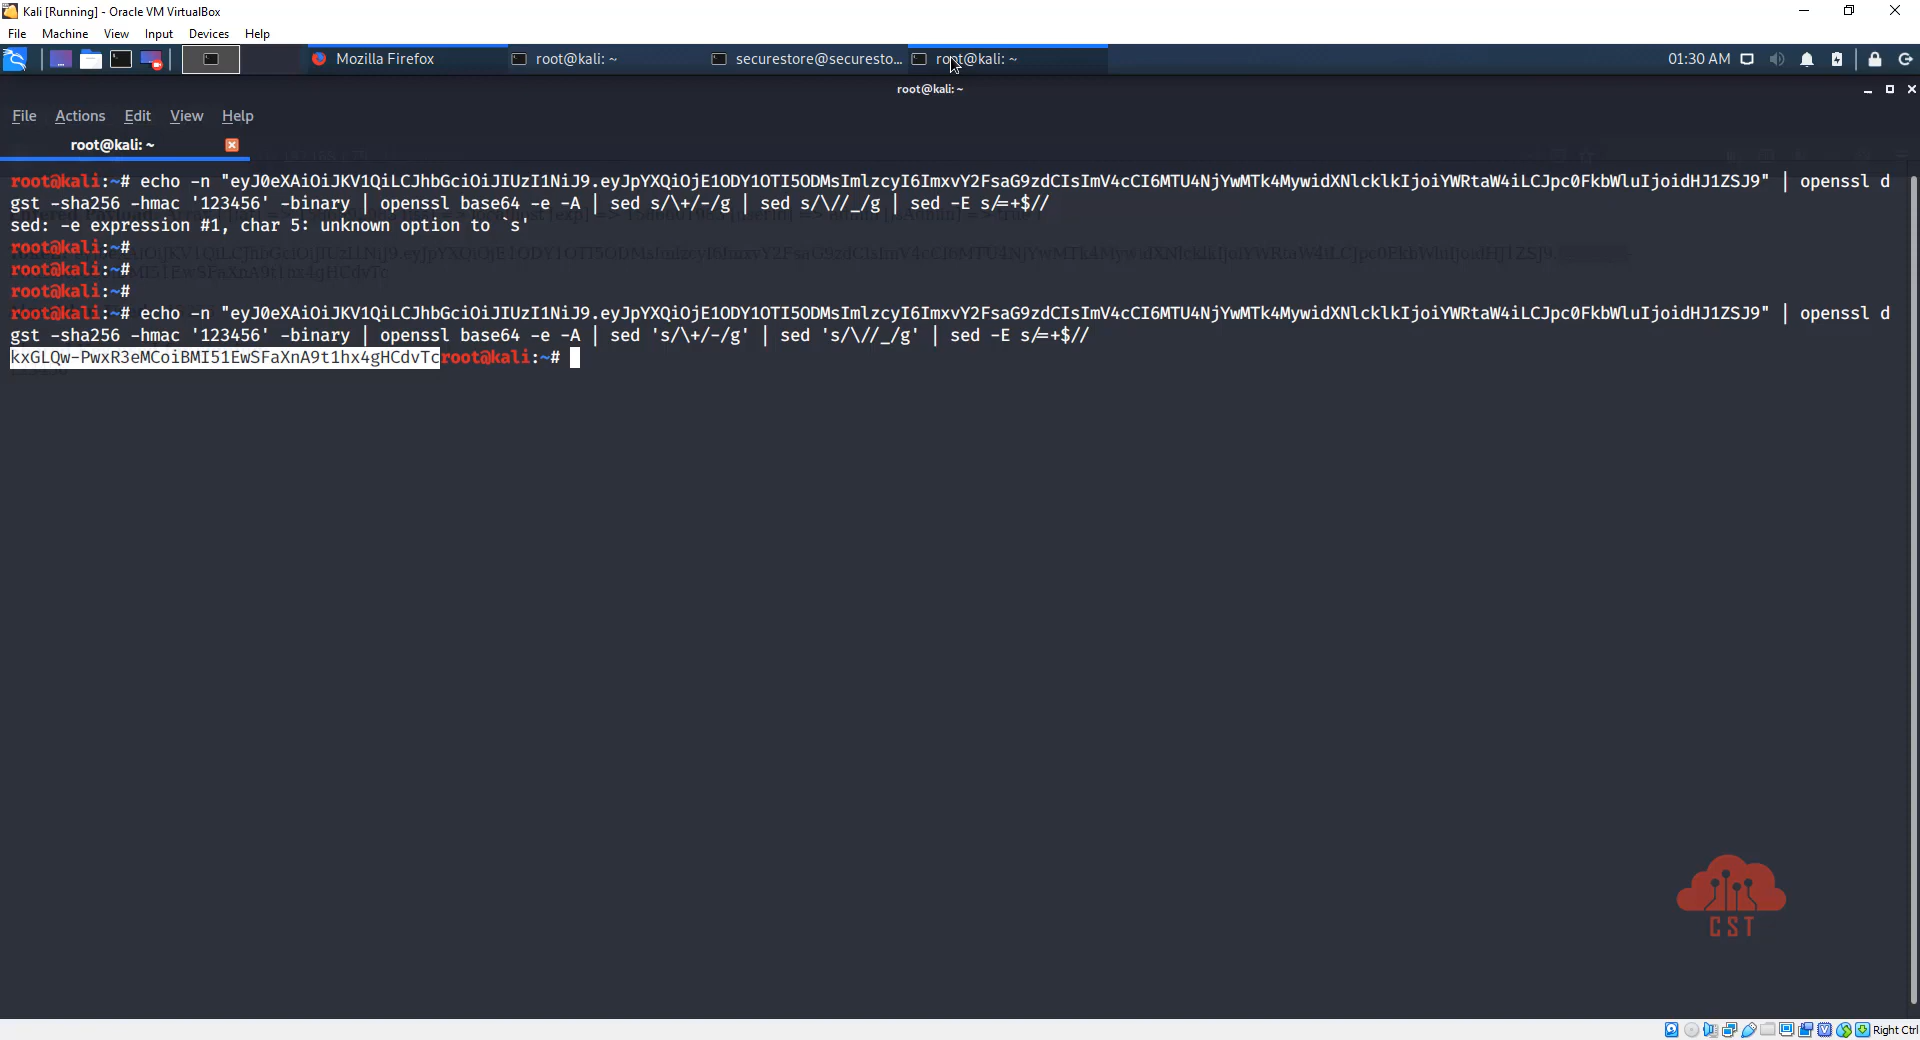 Kali [Running] - Oracle VM VirtualBox
File Machine View Input Devices Help
Mozilla Firefox root@kali: ~ securestore@securesto... root@kali: ~ 01:30 AM
root@kali: ~
File Actions Edit View Help
root@kali: ~
root@kali:~# echo -n "eyJ0eXAiOiJKV1QiLCJhbGciOiJIUzI1NiJ9.eyJpYXQiOjE1ODY1OTI5ODMsImlzcyI6ImxvY2FsaG9zdCIsImV4cCI6MTU4NjYwMTk4MywidXNlcklkIjoiYWRtaW4iLCJpc0FkbWluIjoidHJ1ZSJ9" | openssl d
gst -sha256 -hmac '123456' -binary | openssl base64 -e -A | sed s/\+/-/g | sed s/\//_/g | sed -E s/=+$//
sed: -e expression #1, char 5: unknown option to `s'
root@kali:~#
root@kali:~#
root@kali:~#
root@kali:~# echo -n "eyJ0eXAiOiJKV1QiLCJhbGciOiJIUzI1NiJ9.eyJpYXQiOjE1ODY1OTI5ODMsImlzcyI6ImxvY2FsaG9zdCIsImV4cCI6MTU4NjYwMTk4MywidXNlcklkIjoiYWRtaW4iLCJpc0FkbWluIjoidHJ1ZSJ9" | openssl d
gst -sha256 -hmac '123456' -binary | openssl base64 -e -A | sed 's/\+/-/g' | sed 's/\//_/g' | sed -E s/=+$//
kxGLQw-PwxR3eMCoiBMI51EwSFaXnA9t1hx4gHCdvTcroot@kali:~#
CST
Right Ctrl